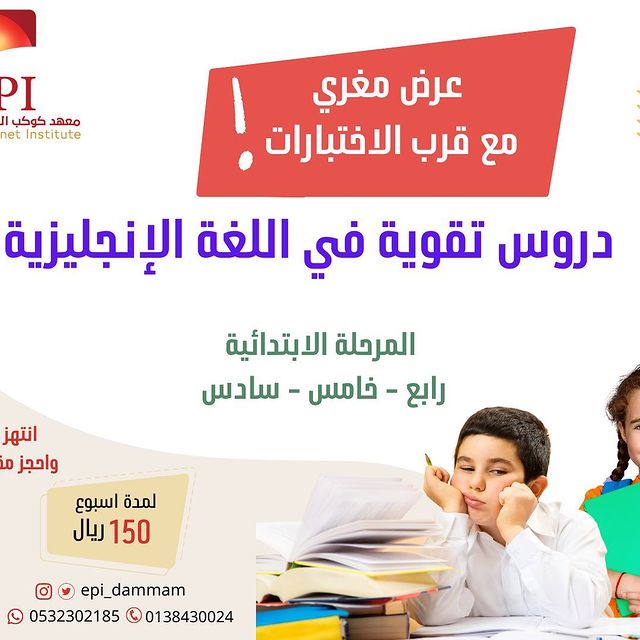 PI
معهد كوكب
net Institute
عرض مغري
مع قرب الاختبارات !
دروس تقوية في اللغة الإنجليزية
المرحلة الابتدائية
رابع - خامس - سادس
انتهز
واحجز
لمدة اسبوع
150 ريال
epi_dammam
0532302185 0138430024